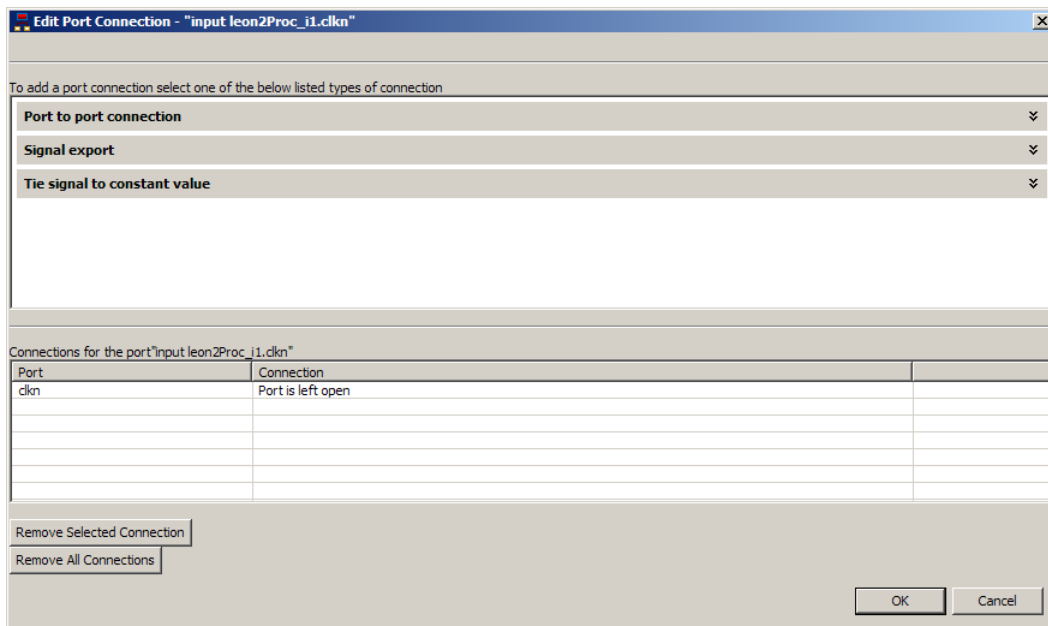 Edit Port Connection - "input leon2Proc_i1.clkn"
To add a port connection select one of the below listed types of connection
Port to port connection
Signal export
Tie signal to constant value
Connections for the port"input leon2Proc_i1.clkn"
Port Connection
clkn Port is left open
Remove Selected Connection
Remove All Connections
OK Cancel